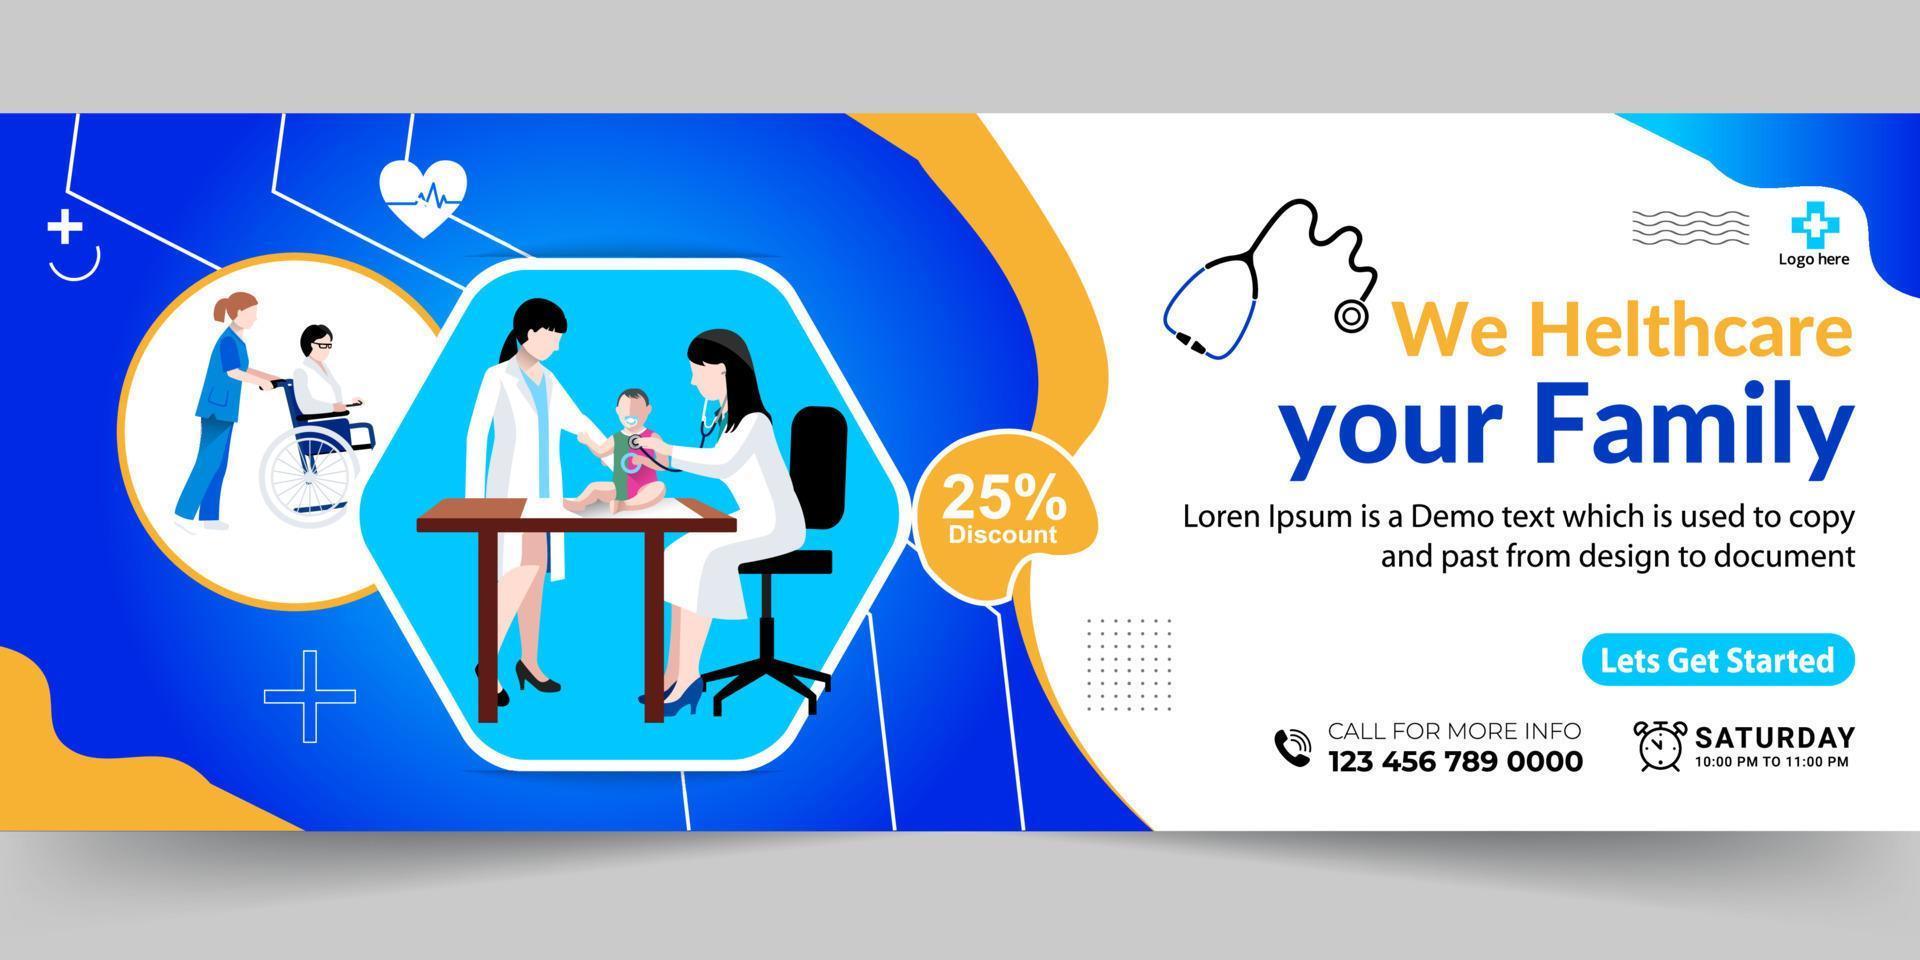 Logo here
We Helthcare
your Family
Loren Ipsum is a Demo text which is used to copy
and past from design to document
25%
Discount
Lets Get Started
CALL FOR MORE INFO
123 456 789 0000
SATURDAY
10:00 PM TO 11:00 PM